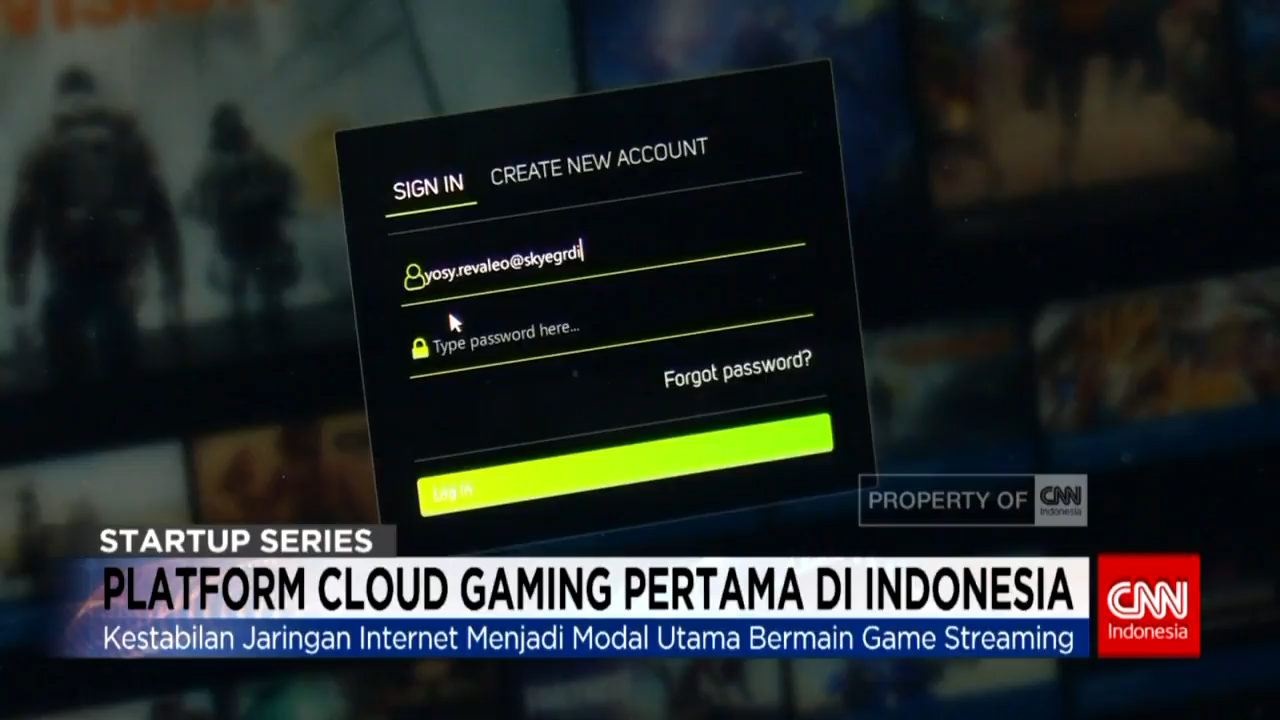 VISION
SIGN IN CREATE NEW ACCOUNT
yosy.revaleo@skyegrdi
Type password here...
Forgot password?
Log In
PROPERTY OF CNN Indonesia
STARTUP SERIES
PLATFORM CLOUD GAMING PERTAMA DI INDONESIA
Kestabilan Jaringan Internet Menjadi Modal Utama Bermain Game Streaming
CNN Indonesia